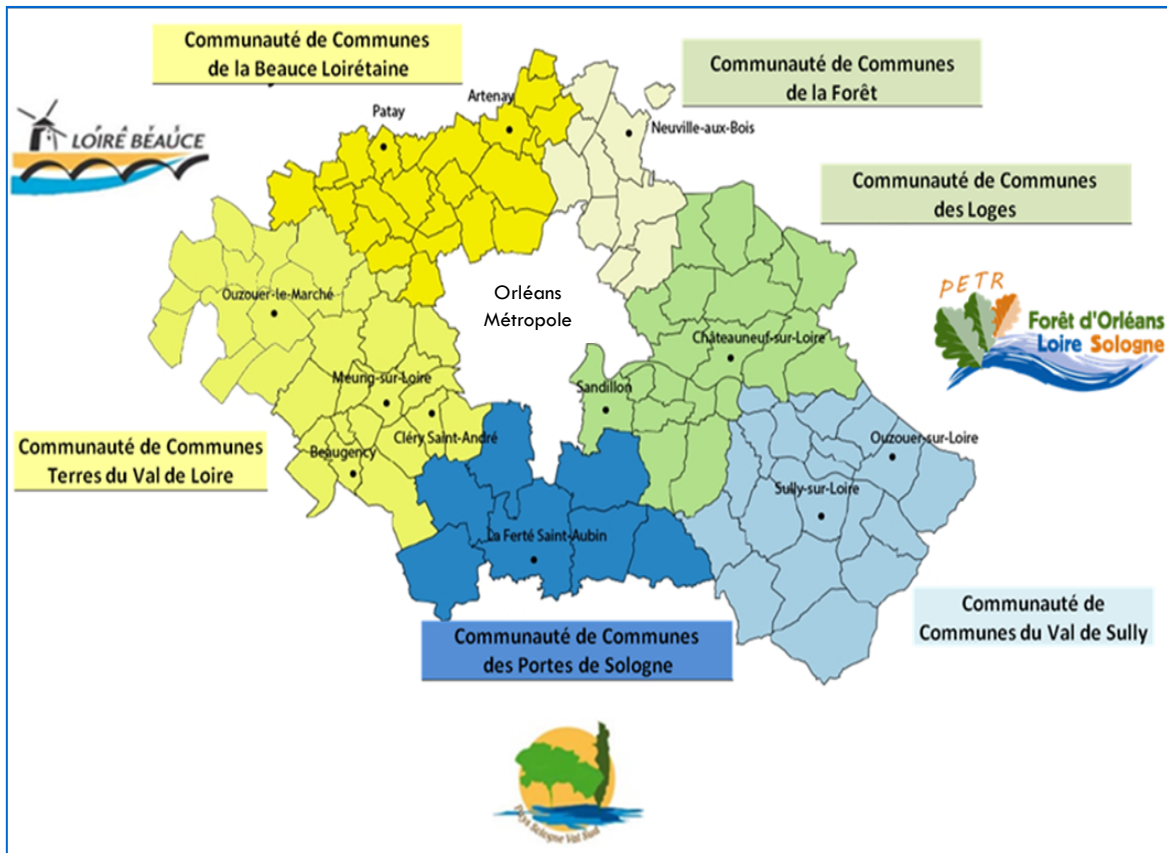 Communauté de Communes
de la Beauce Loirétaine
Communauté de Communes
de la Forêt
Artenay
Patay
Neuville-aux-Bois
LOIRE BEAUCE
Communauté de Communes
des Loges
PETR
Forêt d'Orléans
Loire Sologne
Orléans
Métropole
Ouzouer-le-Marché
Châteauneuf-sur-Loire
Meung-sur-Loire
Sandillon
Cléry Saint-André
Beaugency
Ouzouer-sur-Loire
Communauté de Communes
Terres du Val de Loire
Sully-sur-Loire
La Ferté Saint-Aubin
Communauté de
Communes du Val de Sully
Communauté de Communes
des Portes de Sologne
Pays Sologne Val Sud